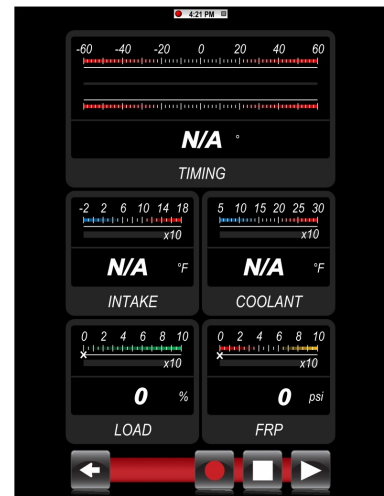 4:21 PM
-60 -40 -20 0 20 40 60
N/A °
TIMING
-2 2 6 10 14 18
x10
N/A °F
INTAKE
5 10 15 20 25 30
x10
N/A °F
COOLANT
0 2 4 6 8 10
x10
0 %
LOAD
0 2 4 6 8 10
x10
0 psi
FRP